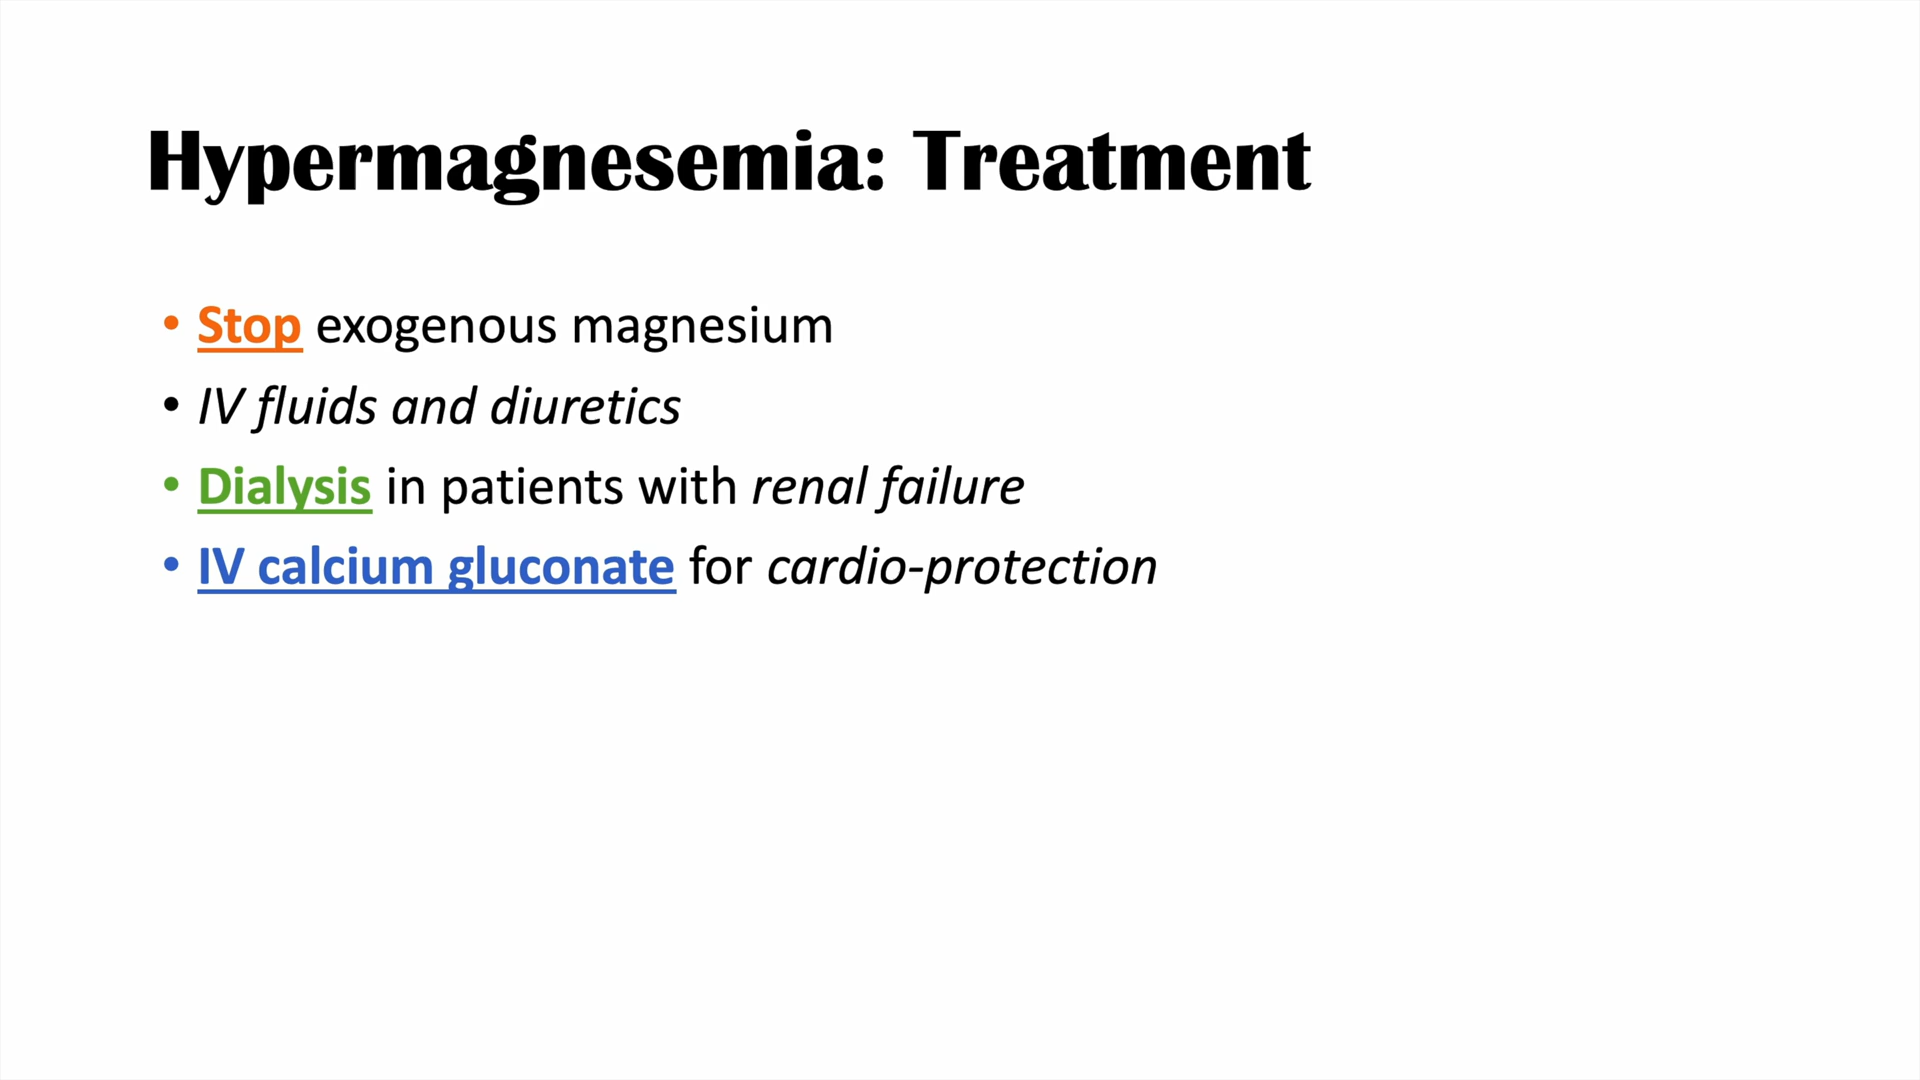 Hypermagnesemia: Treatment
• Stop exogenous magnesium
• IV fluids and diuretics
• Dialysis in patients with renal failure
• IV calcium gluconate for cardio-protection